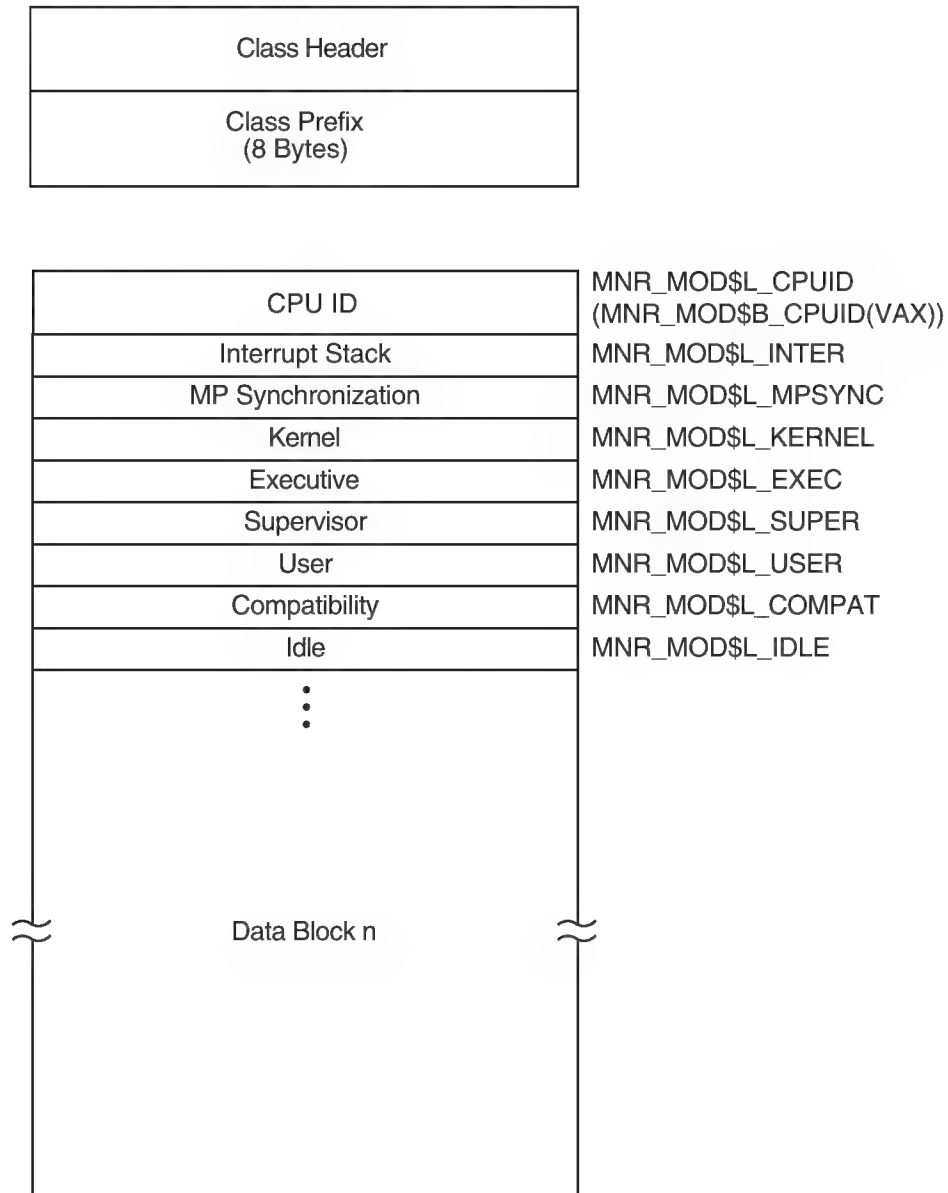 Class Header
Class Prefix
(8 Bytes)
CPU ID
MNR_MOD$L_CPUID
(MNR_MOD$B_CPUID(VAX))
Interrupt Stack MNR_MOD$L_INTER
MP Synchronization MNR_MOD$L_MPSYNC
Kernel MNR_MOD$L_KERNEL
Executive MNR_MOD$L_EXEC
Supervisor MNR_MOD$L_SUPER
User MNR_MOD$L_USER
Compatibility MNR_MOD$L_COMPAT
Idle MNR_MOD$L_IDLE
Data Block n